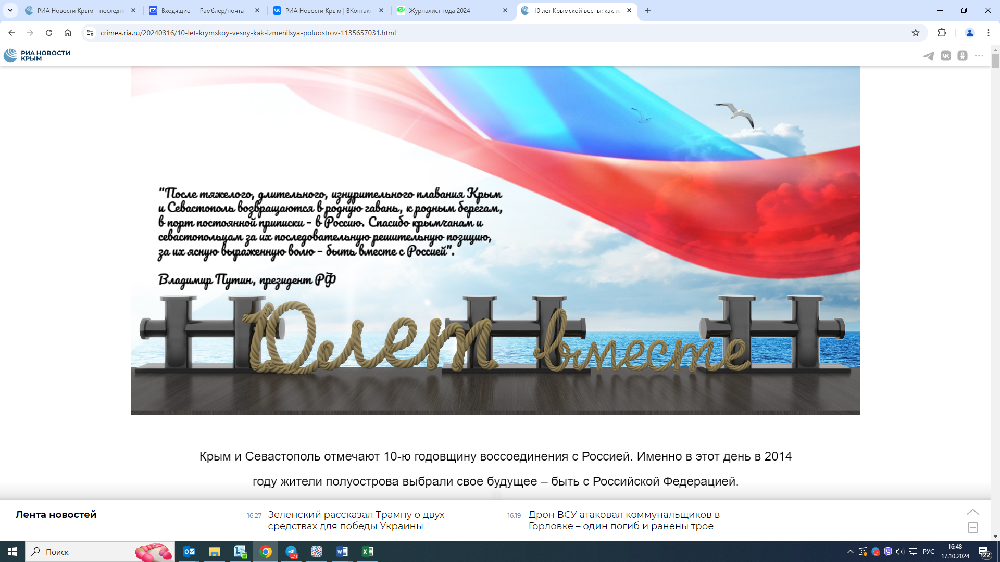 РИА Новости Крым - последн
Входящие — Рамблер/почта
РИА Новости Крым | ВКонтакт
Журналист года 2024
10 лет Крымской весны: как из
crimea.ria.ru/20240316/10-let-krymskoy-vesny-kak-izmenilsya-poluostrov-1135657031.html
РИА НОВОСТИ
КРЫМ
"После тяжелого, длительного, изнурительного плавания Крым
и Севастополь возвращаются в родную гавань, к родным берегам,
в порт постоянной приписки – в Россию. Спасибо крымчанам и
севастопольцам за их последовательную решительную позицию,
за их ясную выраженную волю – быть вместе с Россией".
Владимир Путин, президент РФ
10 лет вместе
Крым и Севастополь отмечают 10-ю годовщину воссоединения с Россией. Именно в этот день в 2014
году жители полуострова выбрали свое будущее – быть с Российской Федерацией.
Лента новостей
16:27 Зеленский рассказал Трампу о двух
средствах для победы Украины
16:19 Дрон ВСУ атаковал коммунальщиков в
Горловке – один погиб и ранены трое
Поиск
71
РУС
16:48
17.10.2024
22